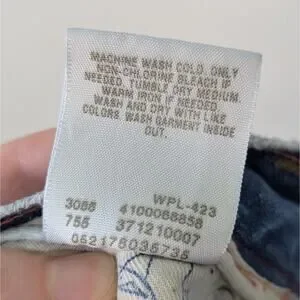 MACHINE WASH COLD. ONLY
NON-CHLORINE BLEACH IF
NEEDED. TUMBLE DRY MEDIUM.
WARM IRON IF NEEDED.
WASH AND DRY WITH LIKE
COLORS. WASH GARMENT INSIDE
OUT.
WPL-423
3086 4100066858
755 371210007
052176035735